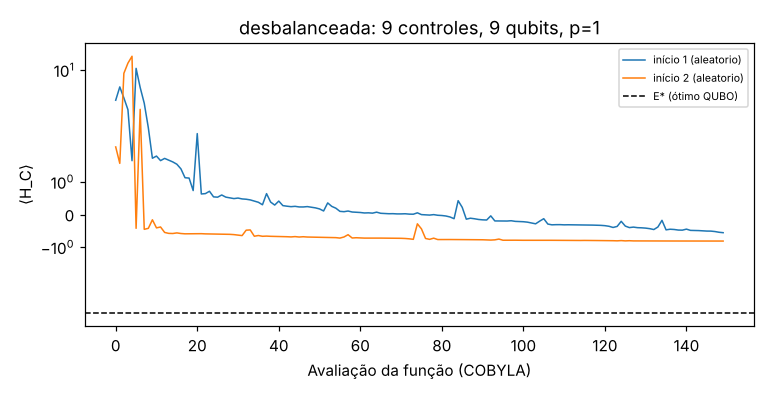 desbalanceada: 9 controles, 9 qubits, p=1
início 1 (aleatorio)
início 2 (aleatorio)
E* (ótimo QUBO)
⟨H_C⟩
10¹
10⁰
0
−10⁰
0 20 40 60 80 100 120 140
Avaliação da função (COBYLA)